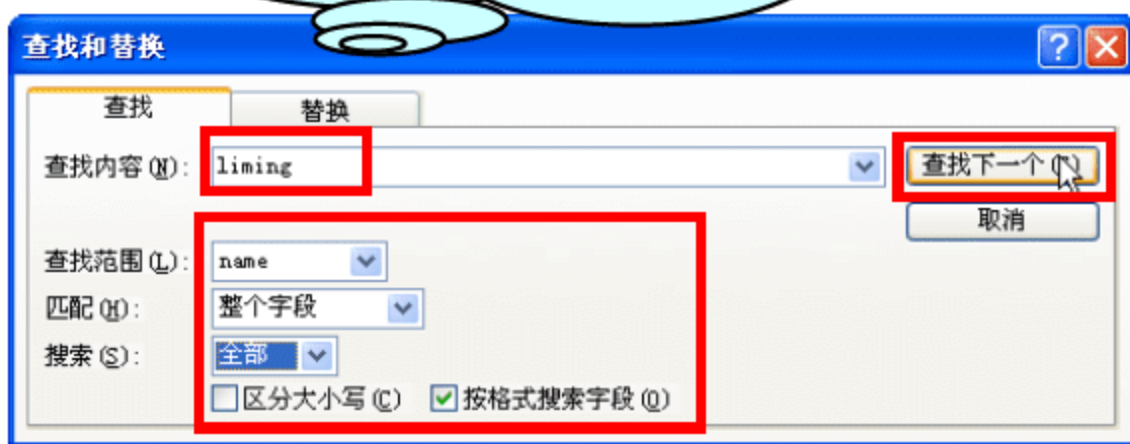 查找和替换
查找 替换
查找内容(N): liming 查找下一个
取消
查找范围(L): name
匹配(H): 整个字段
搜索(S): 全部
区分大小写(C) 按格式搜索字段(O)